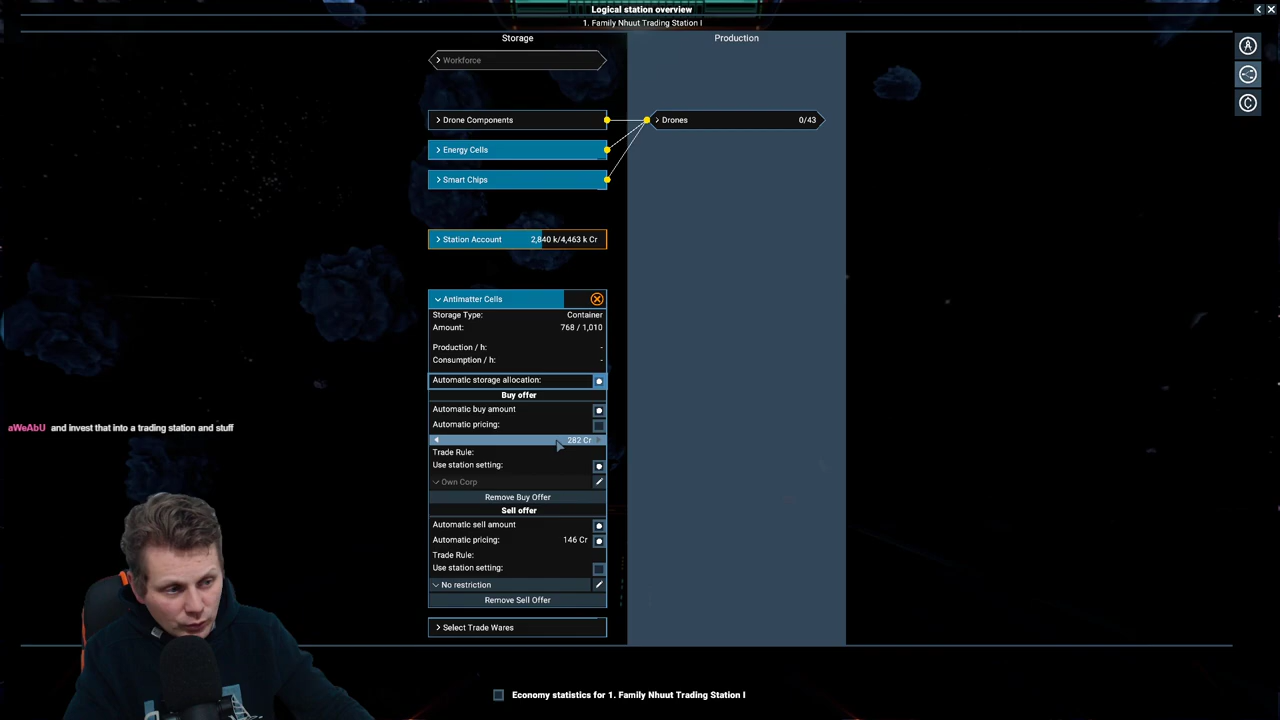 Logical station overview
1. Family Nhuut Trading Station I
Storage
Production
Workforce
Drone Components
Drones 0/43
Energy Cells
Smart Chips
Station Account 2,840 k/4,463 k Cr
Antimatter Cells
Storage Type: Container
Amount: 768 / 1,010
Production / h: -
Consumption / h: -
Automatic storage allocation:
Buy offer
Automatic buy amount
Automatic pricing:
282 Cr
Trade Rule:
Use station setting:
Own Corp
Remove Buy Offer
Sell offer
Automatic sell amount
Automatic pricing: 146 Cr
Trade Rule:
Use station setting:
No restriction
Remove Sell Offer
Select Trade Wares
aWeAbU and invest that into a trading station and stuff
Economy statistics for 1. Family Nhuut Trading Station I